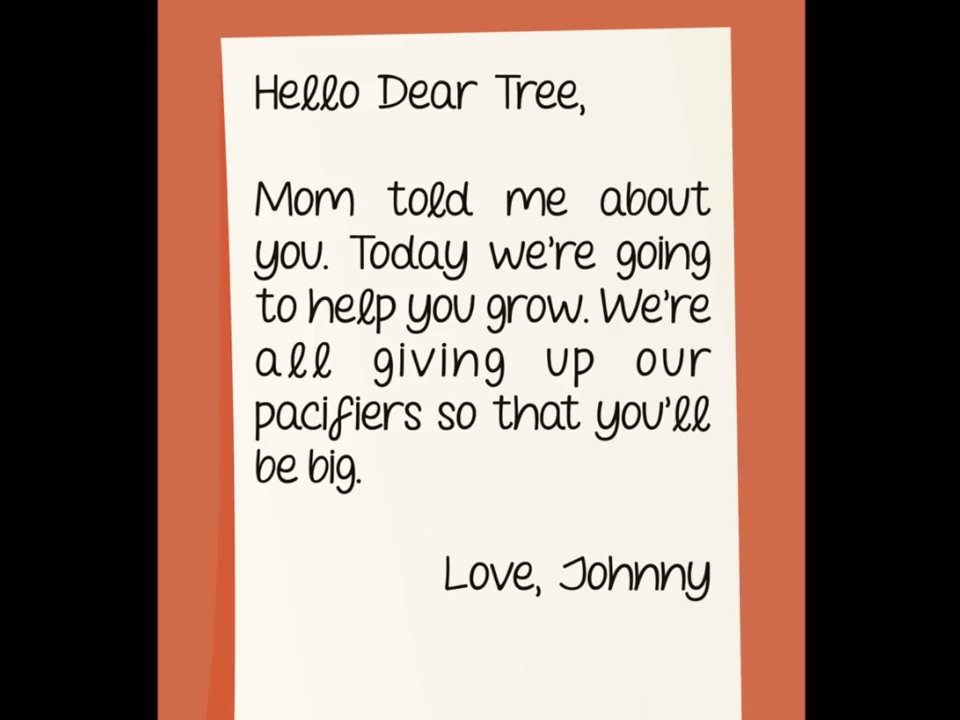 Hello Dear Tree,
Mom told me about
you. Today we're going
to help you grow. We're
all giving up our
pacifiers so that you'll
be big.
Love, Johnny